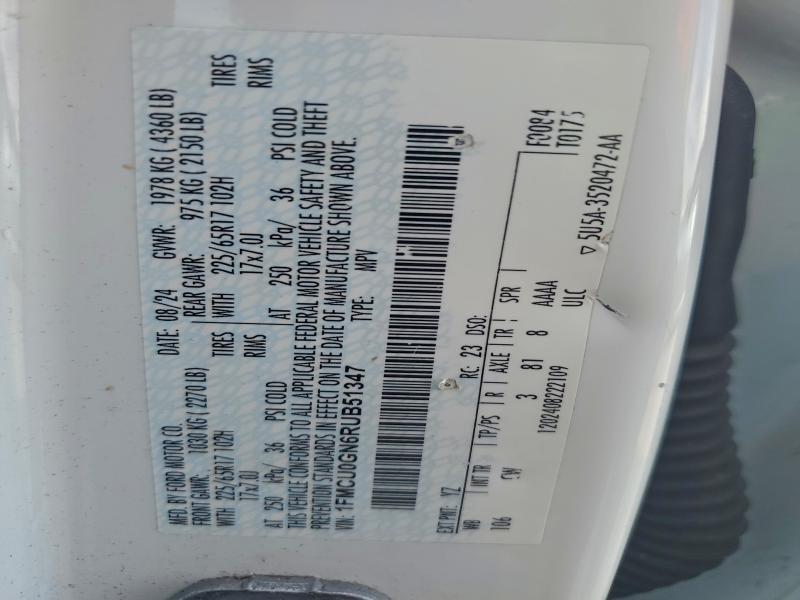 MFD. BY FORD MOTOR CO.
DATE: 08/24 GVWR: 1978 KG ( 4360 LB)
FRONT GAWR: 1030 KG ( 2270 LB) REAR GAWR: 975 KG ( 2150 LB)
WITH 225/65R17 102H TIRES WITH 225/65R17 102H TIRES
17x7.0J RIMS 17x7.0J RIMS
AT 250 kPa/ 36 PSI COLD AT 250 kPa/ 36 PSI COLD
THIS VEHICLE CONFORMS TO ALL APPLICABLE FEDERAL MOTOR VEHICLE SAFETY AND THEFT
PREVENTION STANDARDS IN EFFECT ON THE DATE OF MANUFACTURE SHOWN ABOVE.
VIN: 1FMCU0GN6RUB51347 TYPE: MPV
EXT PNT: YZ RC: 23 DSO: F0084
WB INT TR TP/PS R AXLE TR SPR T0175
106 W 3 81 8 AAAA
1202408222109 ULC
5U5A-3520472-AA